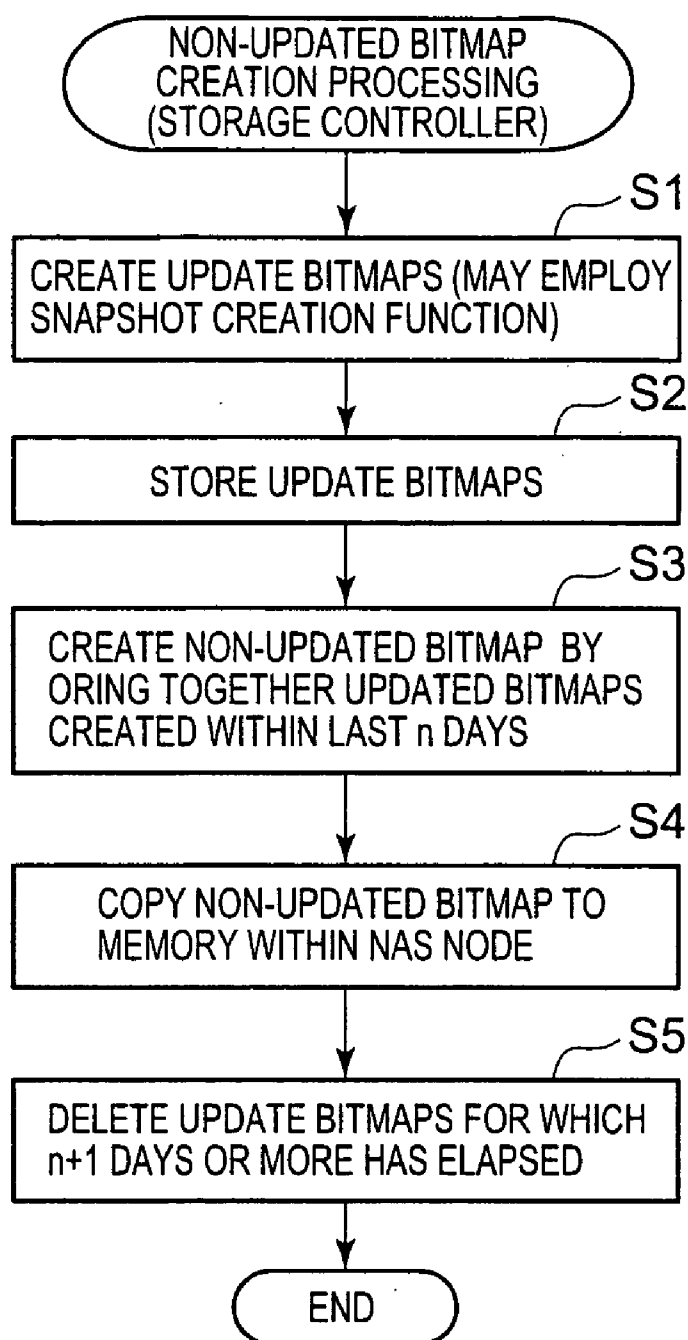 NON-UPDATED BITMAP
CREATION PROCESSING
(STORAGE CONTROLLER)
S1
CREATE UPDATE BITMAPS (MAY EMPLOY
SNAPSHOT CREATION FUNCTION)
S2
STORE UPDATE BITMAPS
S3
CREATE NON-UPDATED BITMAP BY
ORING TOGETHER UPDATED BITMAPS
CREATED WITHIN LAST n DAYS
S4
COPY NON-UPDATED BITMAP TO
MEMORY WITHIN NAS NODE
S5
DELETE UPDATE BITMAPS FOR WHICH
n+1 DAYS OR MORE HAS ELAPSED
END